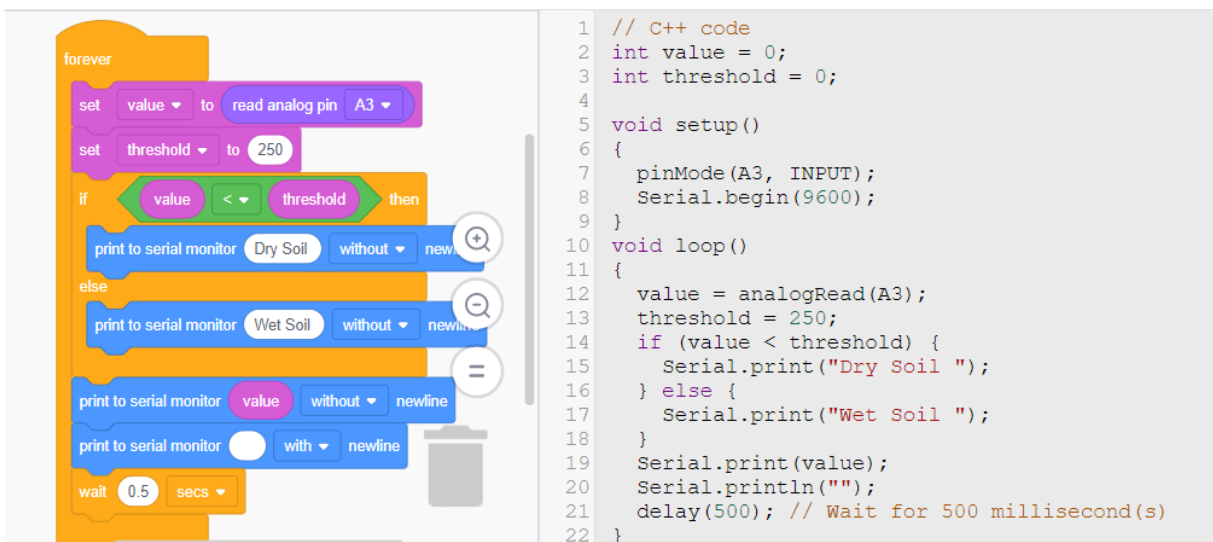 forever
set value to read analog pin A3
set threshold to 250
if value < threshold then
print to serial monitor Dry Soil without
else
print to serial monitor Wet Soil without
print to serial monitor value without newline
print to serial monitor with newline
wait 0.5 secs
1 // C++ code
2 int value = 0;
3 int threshold = 0;
4
5 void setup()
6 {
7 pinMode(A3, INPUT);
8 Serial.begin(9600);
9 }
10 void loop()
11 {
12 value = analogRead(A3);
13 threshold = 250;
14 if (value < threshold) {
15 Serial.print("Dry Soil ");
16 } else {
17 Serial.print("Wet Soil ");
18 }
19 Serial.print(value);
20 Serial.println("");
21 delay(500); // Wait for 500 millisecond(s)
22 }